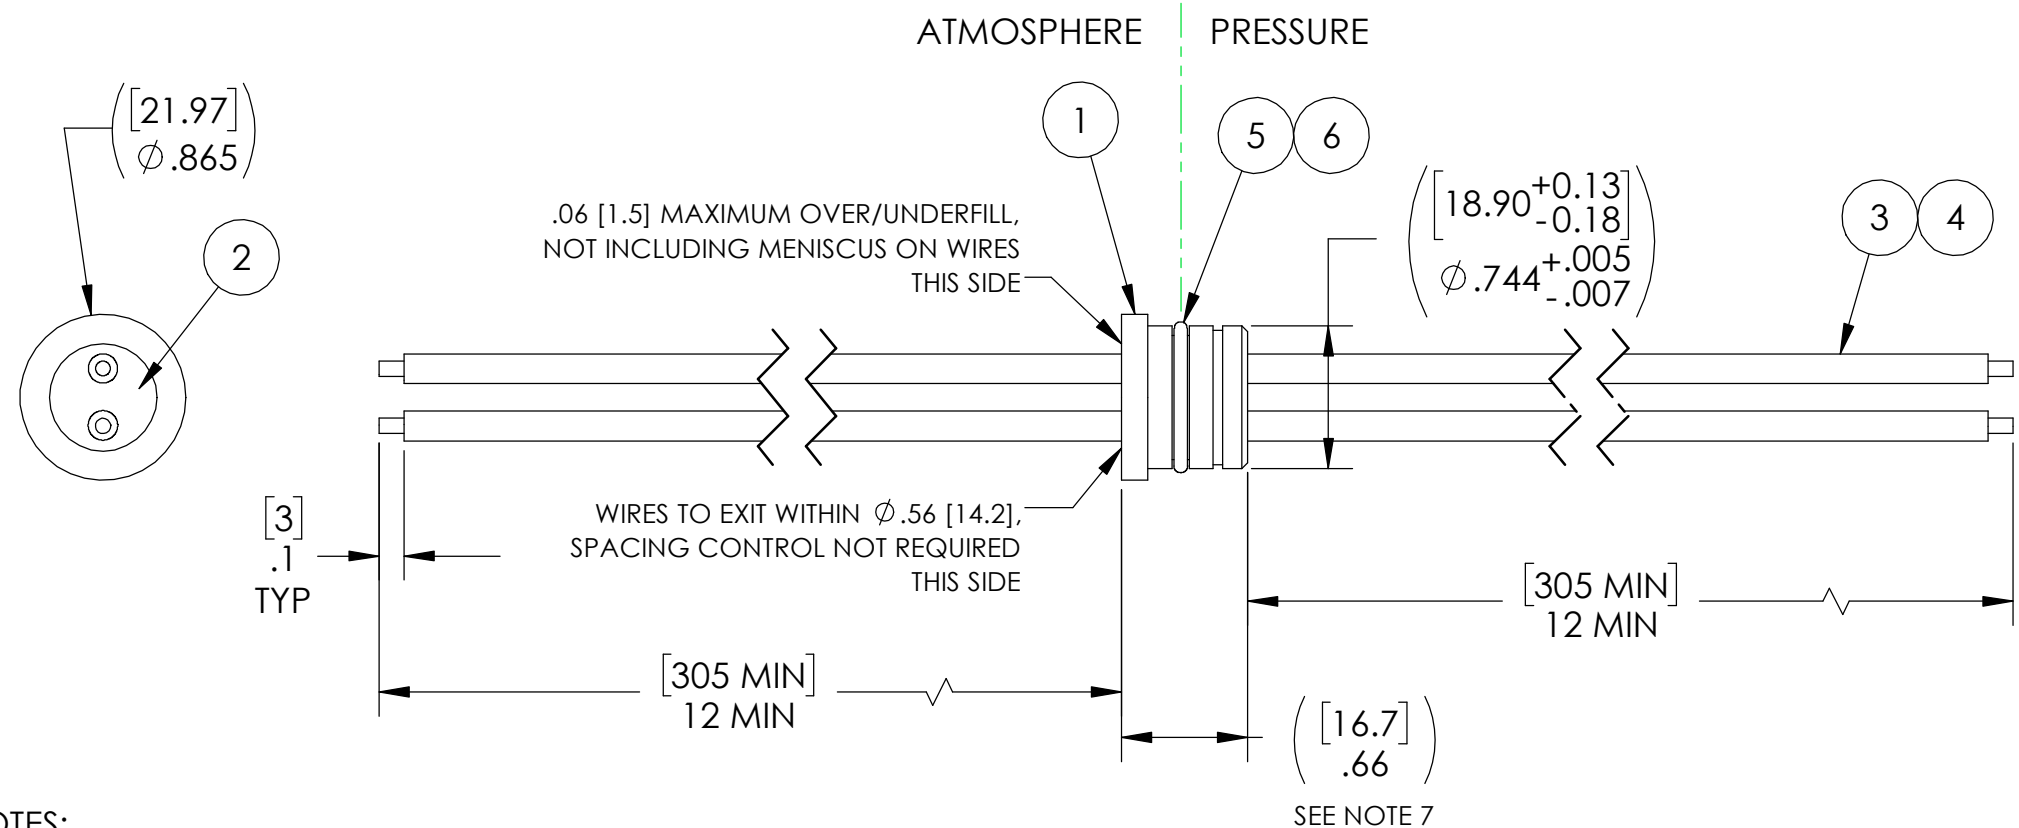 ATMOSPHERE PRESSURE
[21.97]
⌀.865
1
5 6
2
.06 [1.5] MAXIMUM OVER/UNDERFILL,
NOT INCLUDING MENISCUS ON WIRES
THIS SIDE
[18.90 +0.13 -0.18]
⌀.744 +.005 -.007
3 4
[3]
.1
TYP
WIRES TO EXIT WITHIN ⌀.56 [14.2],
SPACING CONTROL NOT REQUIRED
THIS SIDE
[305 MIN]
12 MIN
[305 MIN]
12 MIN
[16.7]
.66
SEE NOTE 7